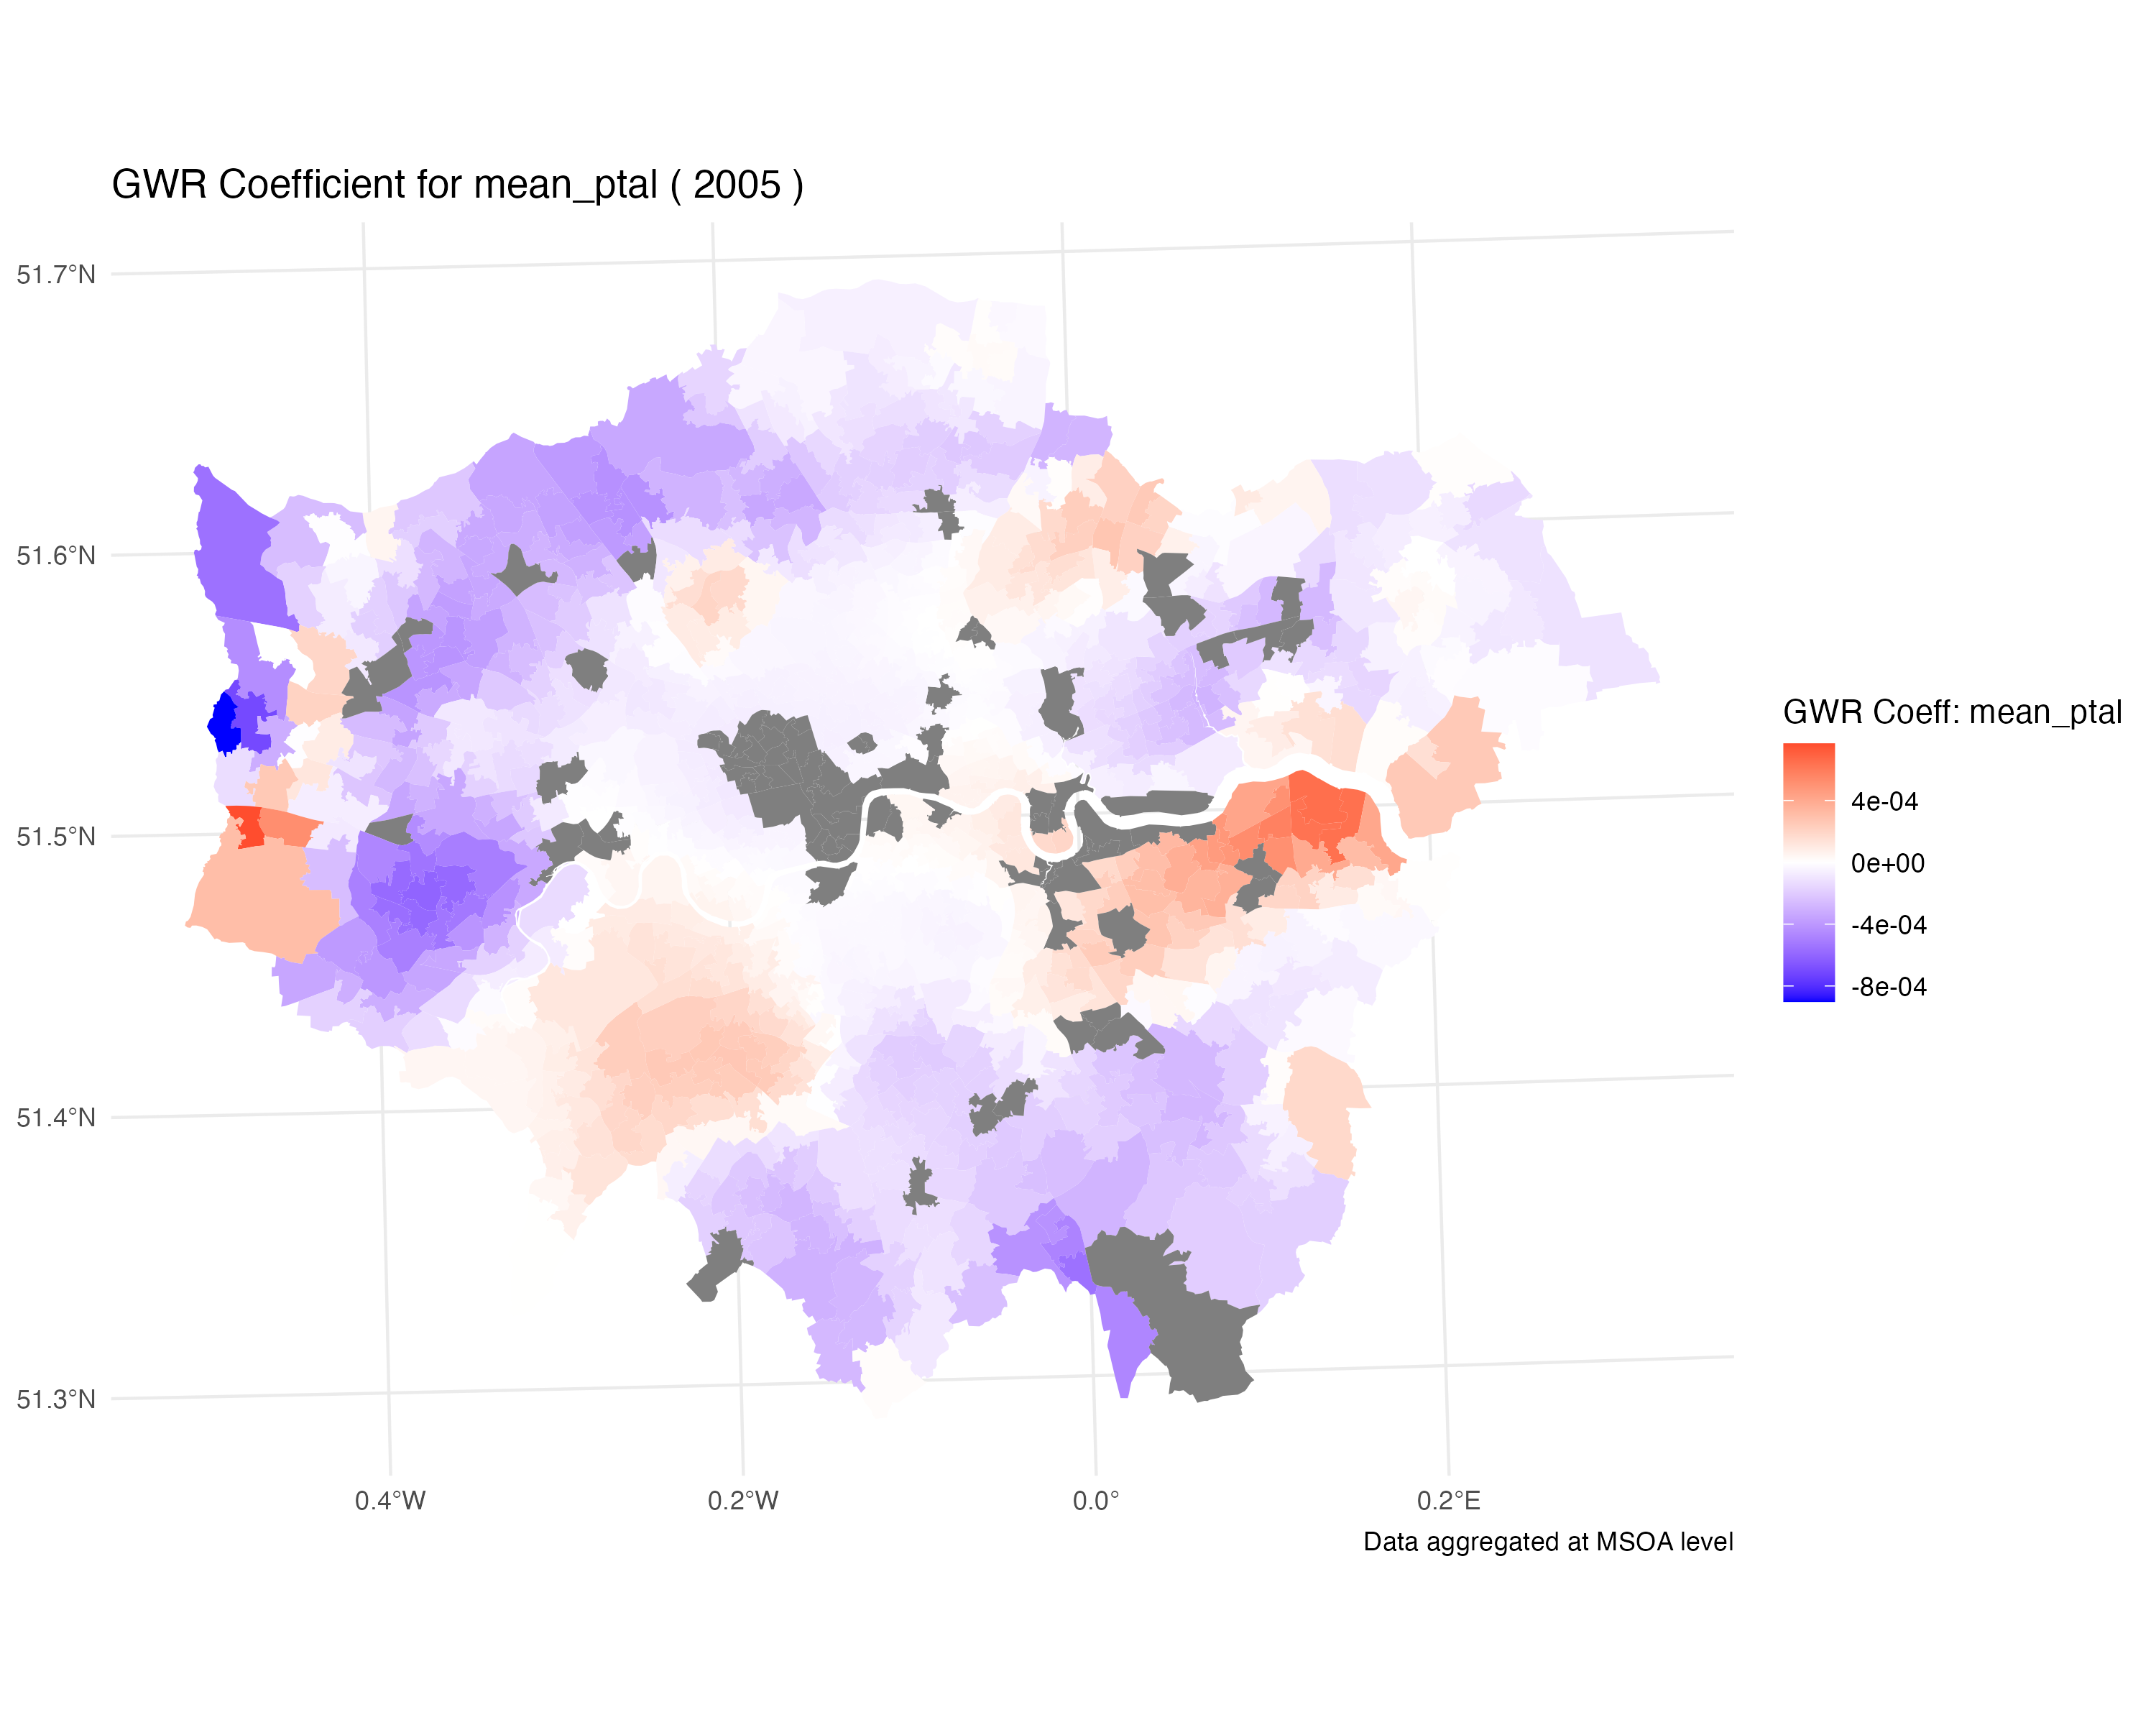 GWR Coefficient for mean_ptal ( 2005 )
51.7°N
51.6°N
51.5°N
51.4°N
51.3°N
0.4°W
0.2°W
0.0°
0.2°E
GWR Coeff: mean_ptal
4e-04
0e+00
-4e-04
-8e-04
Data aggregated at MSOA level